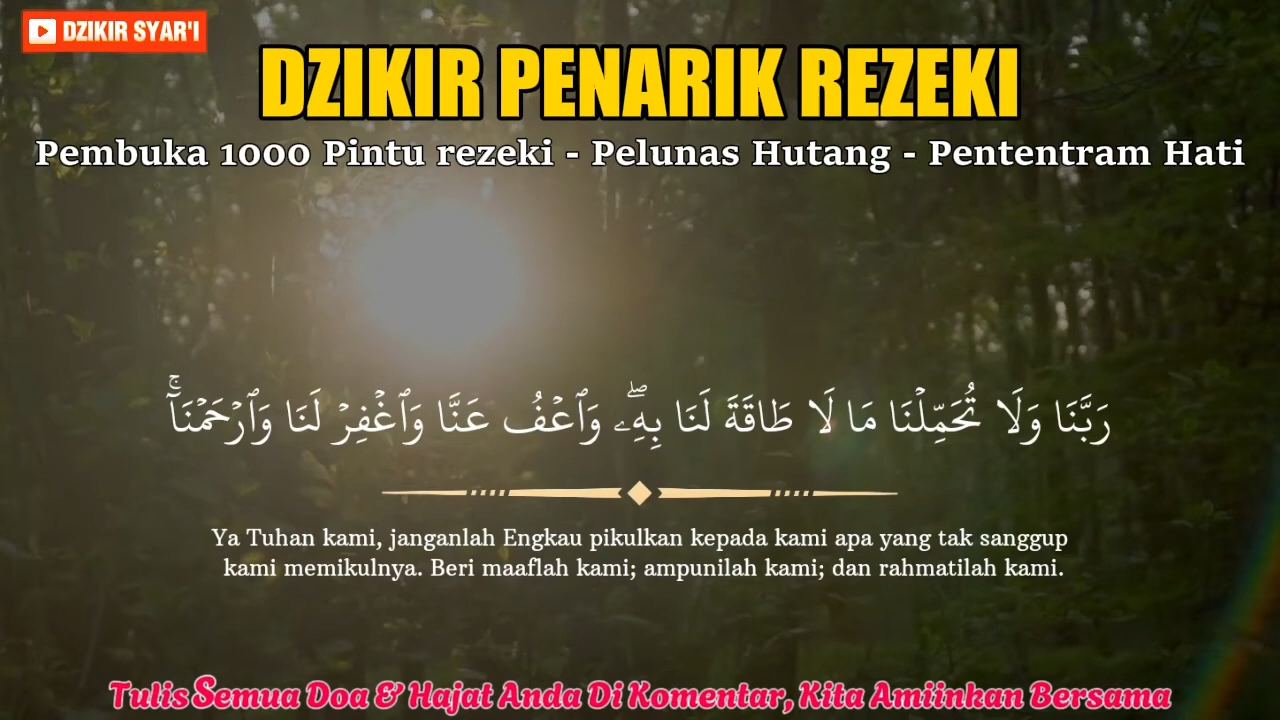 DZIKIR SYAR'I
DZIKIR PENARIK REZEKI
Pembuka 1000 Pintu rezeki - Pelunas Hutang - Pententram Hati
رَبَّنَا وَلَا تُحَمِّلْنَا مَا لَا طَاقَةَ لَنَا بِهِۦۖ وَٱعْفُ عَنَّا وَٱغْفِرْ لَنَا وَٱرْحَمْنَآۚ
Ya Tuhan kami, janganlah Engkau pikulkan kepada kami apa yang tak sanggup
kami memikulnya. Beri maaflah kami; ampunilah kami; dan rahmatilah kami.
Tulis Semua Doa & Hajat Anda Di Komentar, Kita Amiinkan Bersama